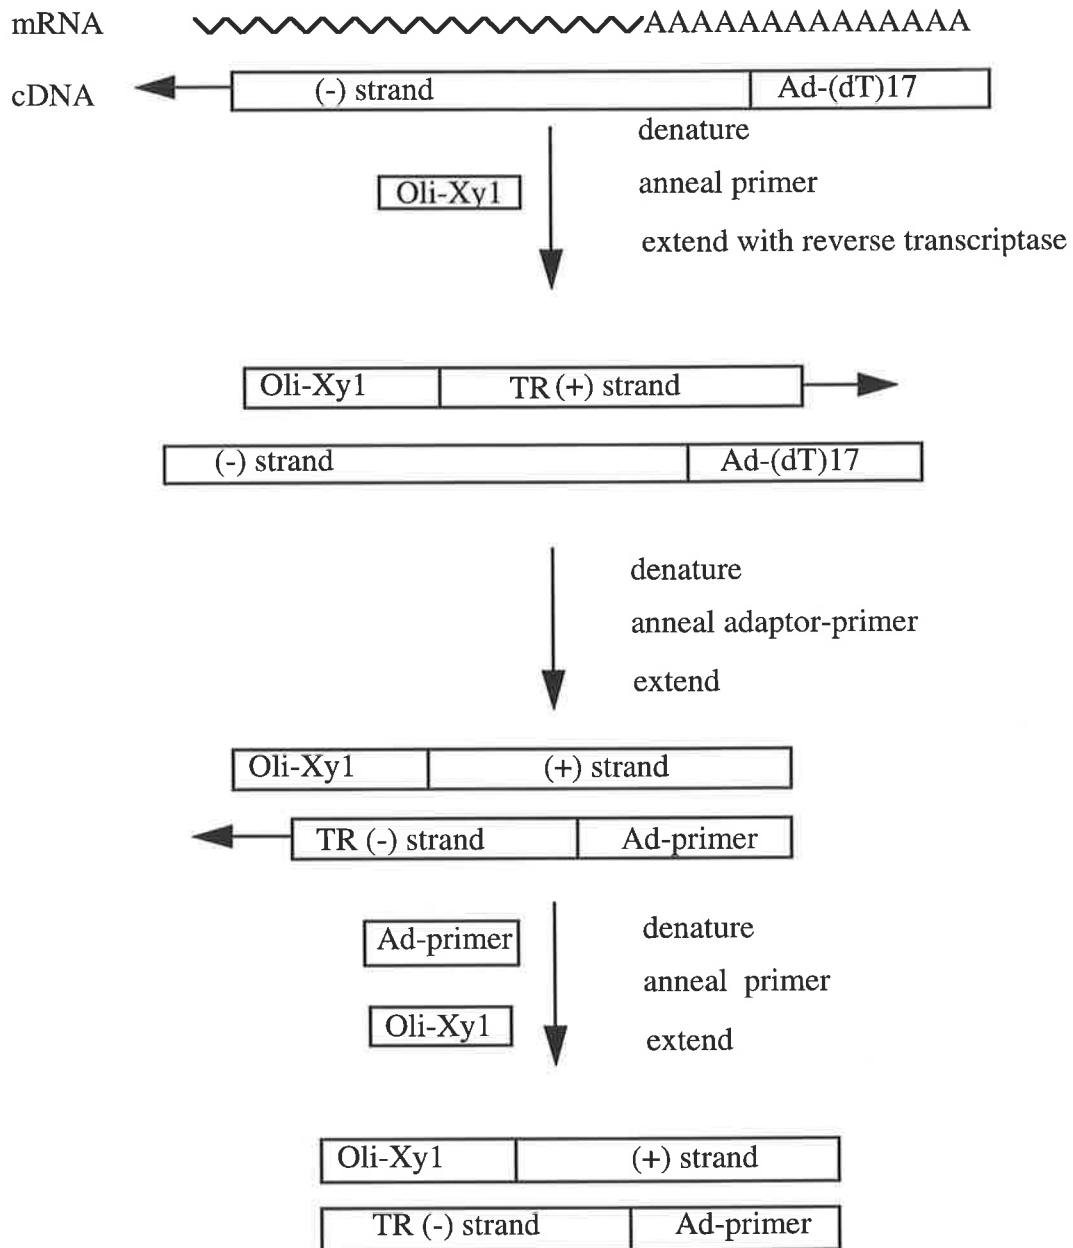 mRNA AAAAAAAAAAAAAA
cDNA (-) strand Ad-(dT)17
denature
Oli-Xy1 anneal primer
extend with reverse transcriptase
Oli-Xy1 TR (+) strand
(-) strand Ad-(dT)17
denature
anneal adaptor-primer
extend
Oli-Xy1 (+) strand
TR (-) strand Ad-primer
Ad-primer denature
anneal primer
Oli-Xy1 extend
Oli-Xy1 (+) strand
TR (-) strand Ad-primer